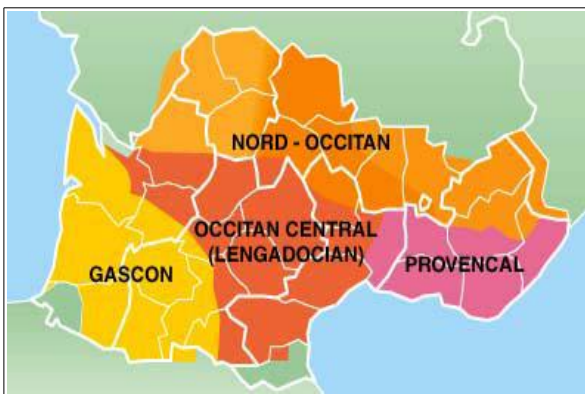 NORD - OCCITAN
OCCITAN CENTRAL
(LENGADOCIAN)
GASCON
PROVENCAL